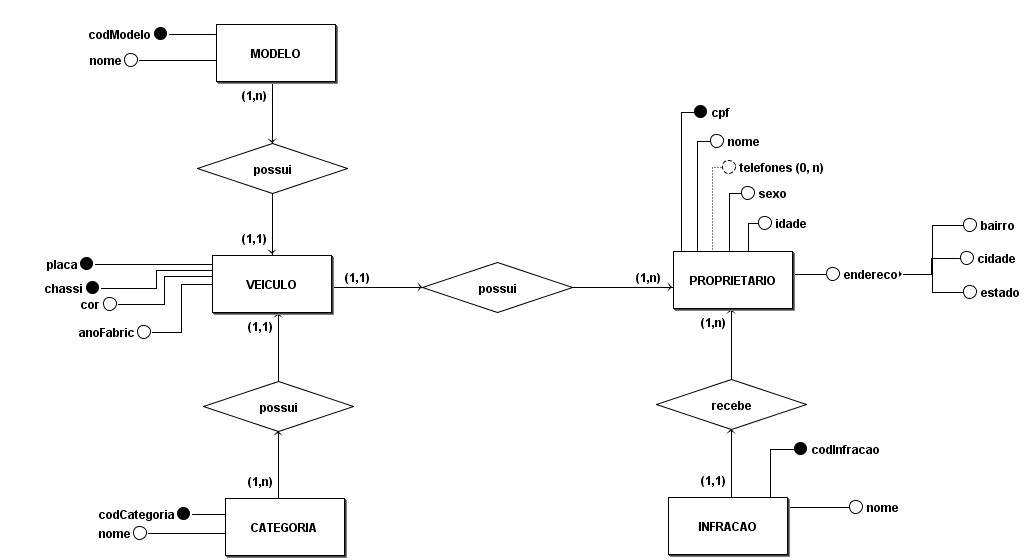 codModelo
nome
MODELO
(1,n)
possui
(1,1)
cpf
nome
telefones (0, n)
sexo
idade
placa
chassi
cor
anoFabric
VEICULO
(1,1)
possui
(1,n)
PROPRIETARIO
endereco
bairro
cidade
estado
(1,1)
(1,n)
possui
recebe
(1,n)
(1,1)
codInfracao
codCategoria
nome
CATEGORIA
INFRACAO
nome